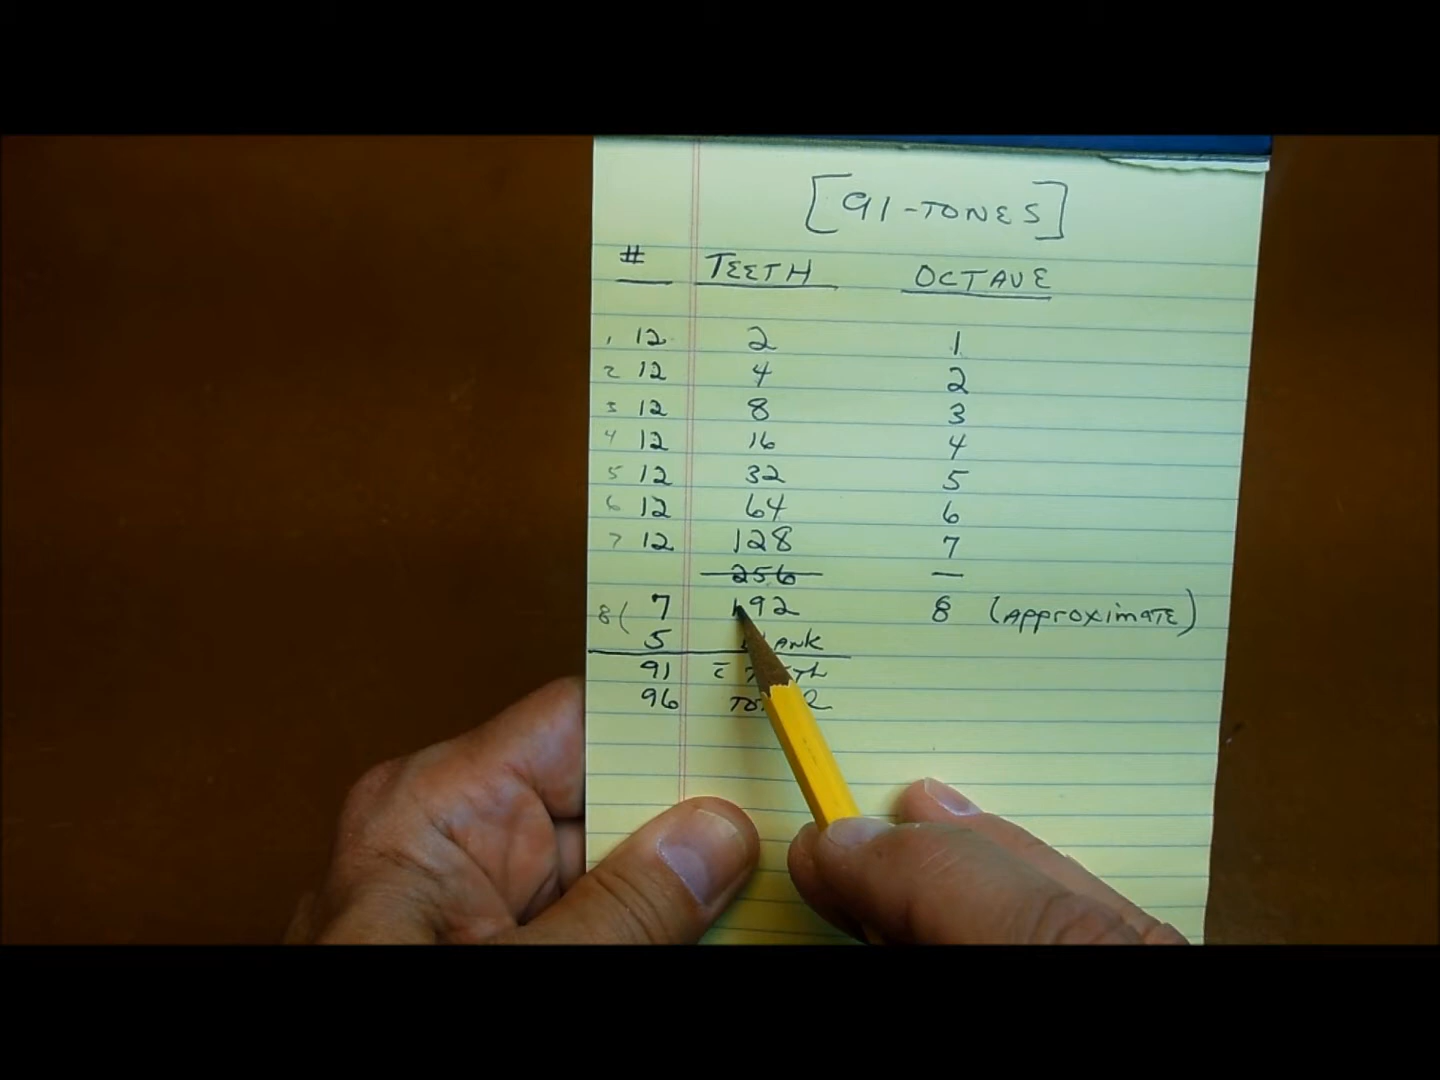 [91-TONES]
# TEETH OCTAVE
1 12 2 1
2 12 4 2
3 12 8 3
4 12 16 4
5 12 32 5
6 12 64 6
7 12 128 7
256 —
8( 7 192 8 (APPROXIMATE)
5
91
96